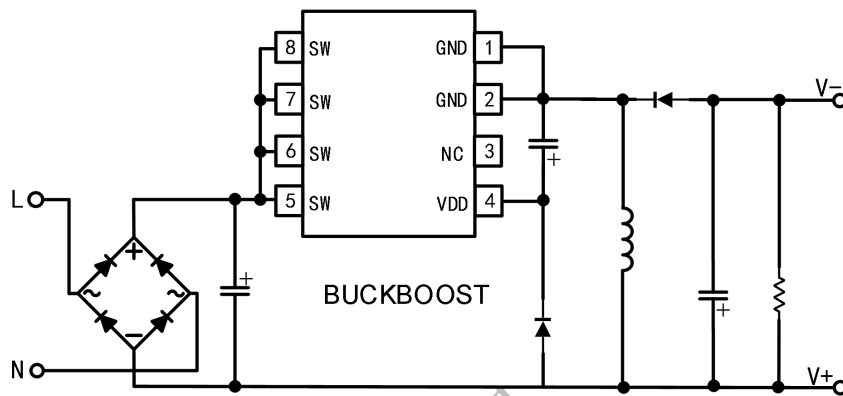 8 SW GND 1
7 SW GND 2 V-
6 SW NC 3
L 5 SW VDD 4
+ ~ ~ -
+
+
+
BUCKBOOST
N V+